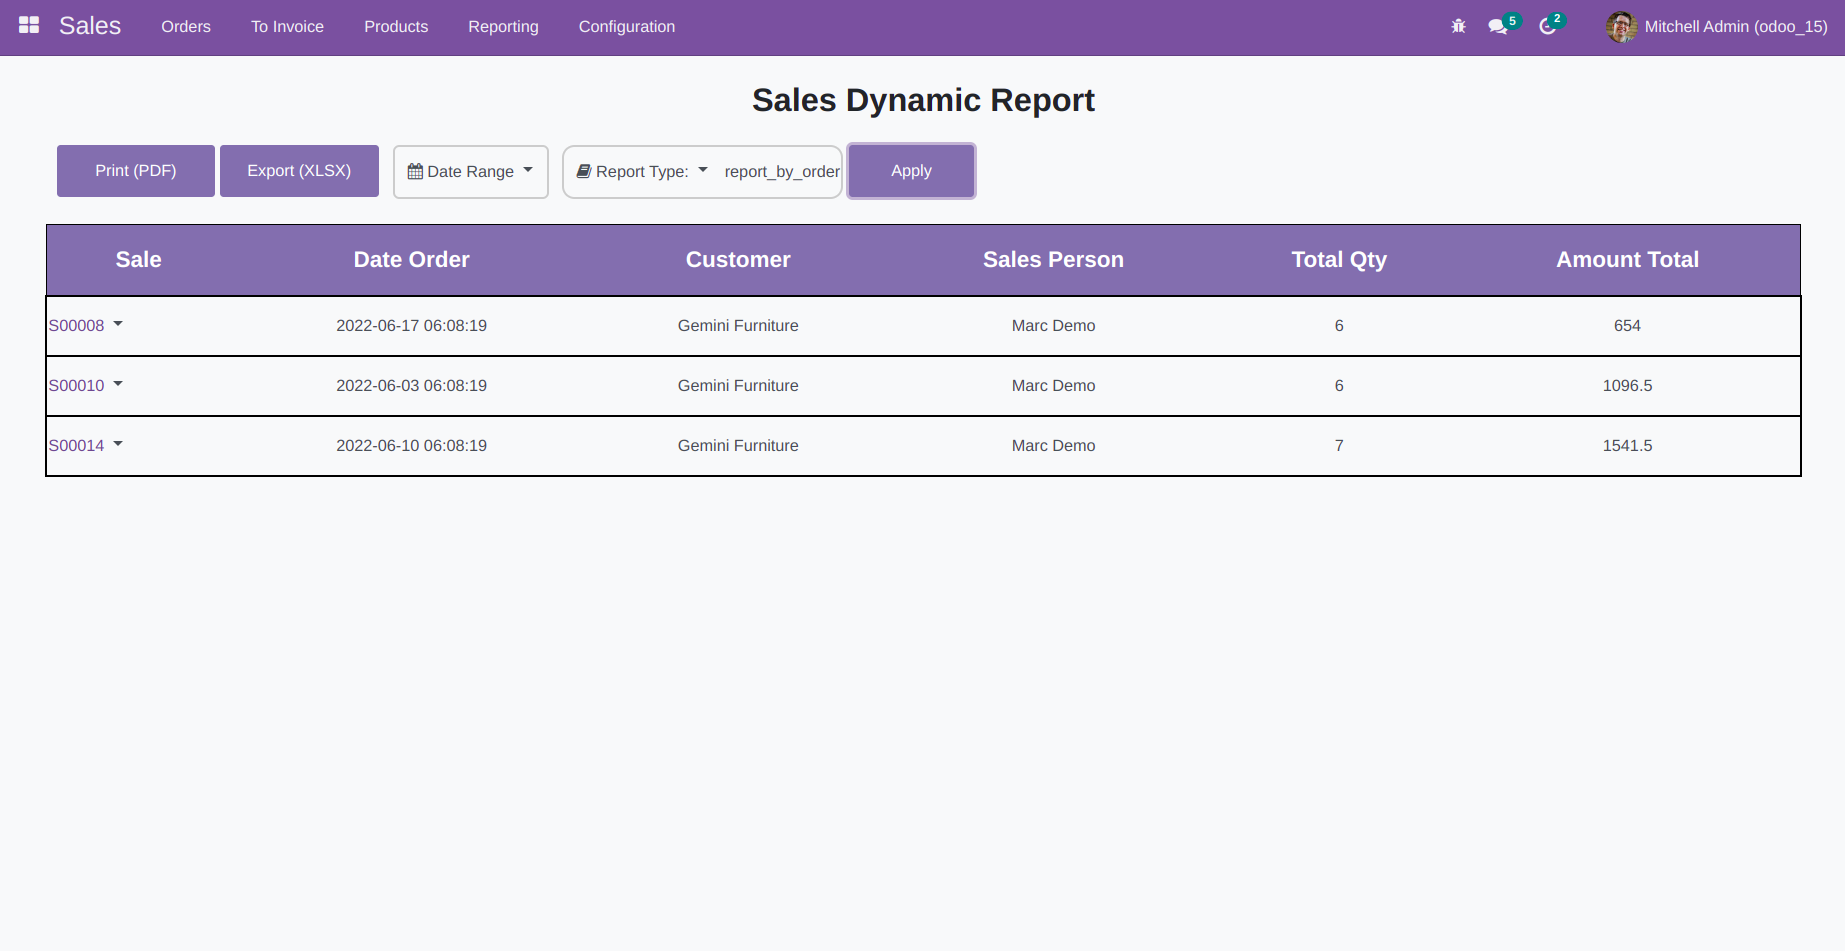 Sales Orders To Invoice Products Reporting Configuration 5 2 Mitchell Admin (odoo_15)
Sales Dynamic Report
Print (PDF) Export (XLSX) Date Range Report Type: report_by_order Apply
Sale Date Order Customer Sales Person Total Qty Amount Total
S00008 2022-06-17 06:08:19 Gemini Furniture Marc Demo 6 654
S00010 2022-06-03 06:08:19 Gemini Furniture Marc Demo 6 1096.5
S00014 2022-06-10 06:08:19 Gemini Furniture Marc Demo 7 1541.5